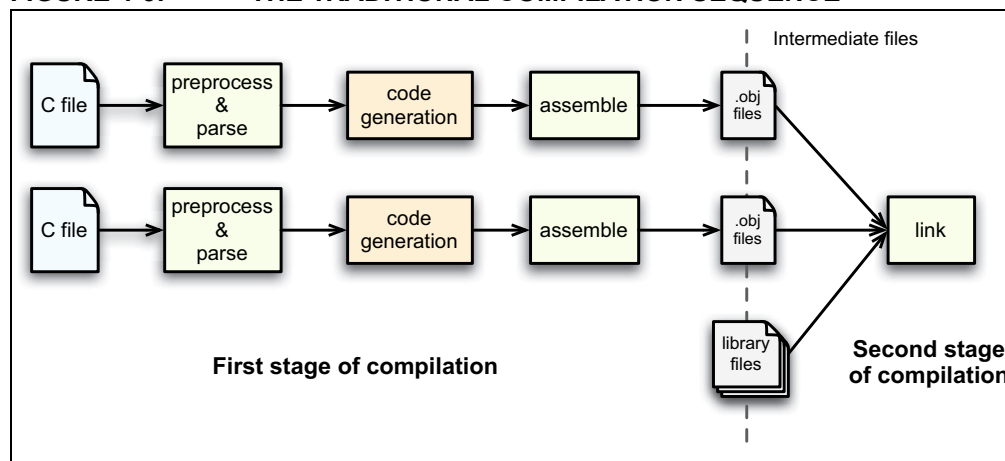 Intermediate files
C file
preprocess
&
parse
code
generation
assemble
.obj
files
C file
preprocess
&
parse
code
generation
assemble
.obj
files
link
library
files
First stage of compilation
Second stage
of compilation